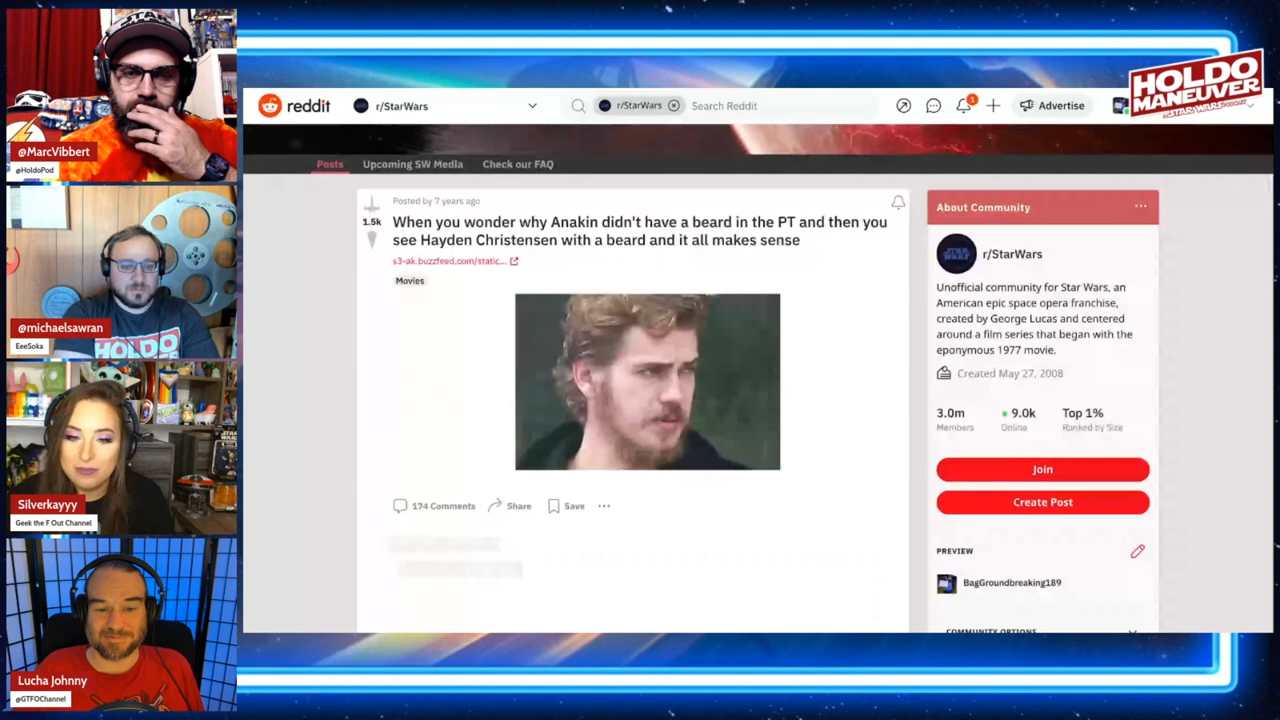 @MarcVibbert
@HoldoPod
HOLDO
@michaelsawran
EeeSoka
Silverkayyy
Geek the F Out Channel
Lucha Johnny
@GTFOChannel
HOLDO
MANEUVER
A STAR WARS PODCAST
reddit
r/StarWars
r/StarWars
Search Reddit
1
Advertise
Posts
Upcoming SW Media
Check our FAQ
Posted by 7 years ago
1.5k
When you wonder why Anakin didn't have a beard in the PT and then you
see Hayden Christensen with a beard and it all makes sense
s3-ak.buzzfeed.com/static...
Movies
174 Comments
Share
Save
About Community
r/StarWars
Unofficial community for Star Wars, an
American epic space opera franchise,
created by George Lucas and centered
around a film series that began with the
eponymous 1977 movie.
Created May 27, 2008
3.0m
9.0k
Top 1%
Members
Online
Ranked by Size
Join
Create Post
PREVIEW
BagGroundbreaking189
COMMUNITY OPTIONS